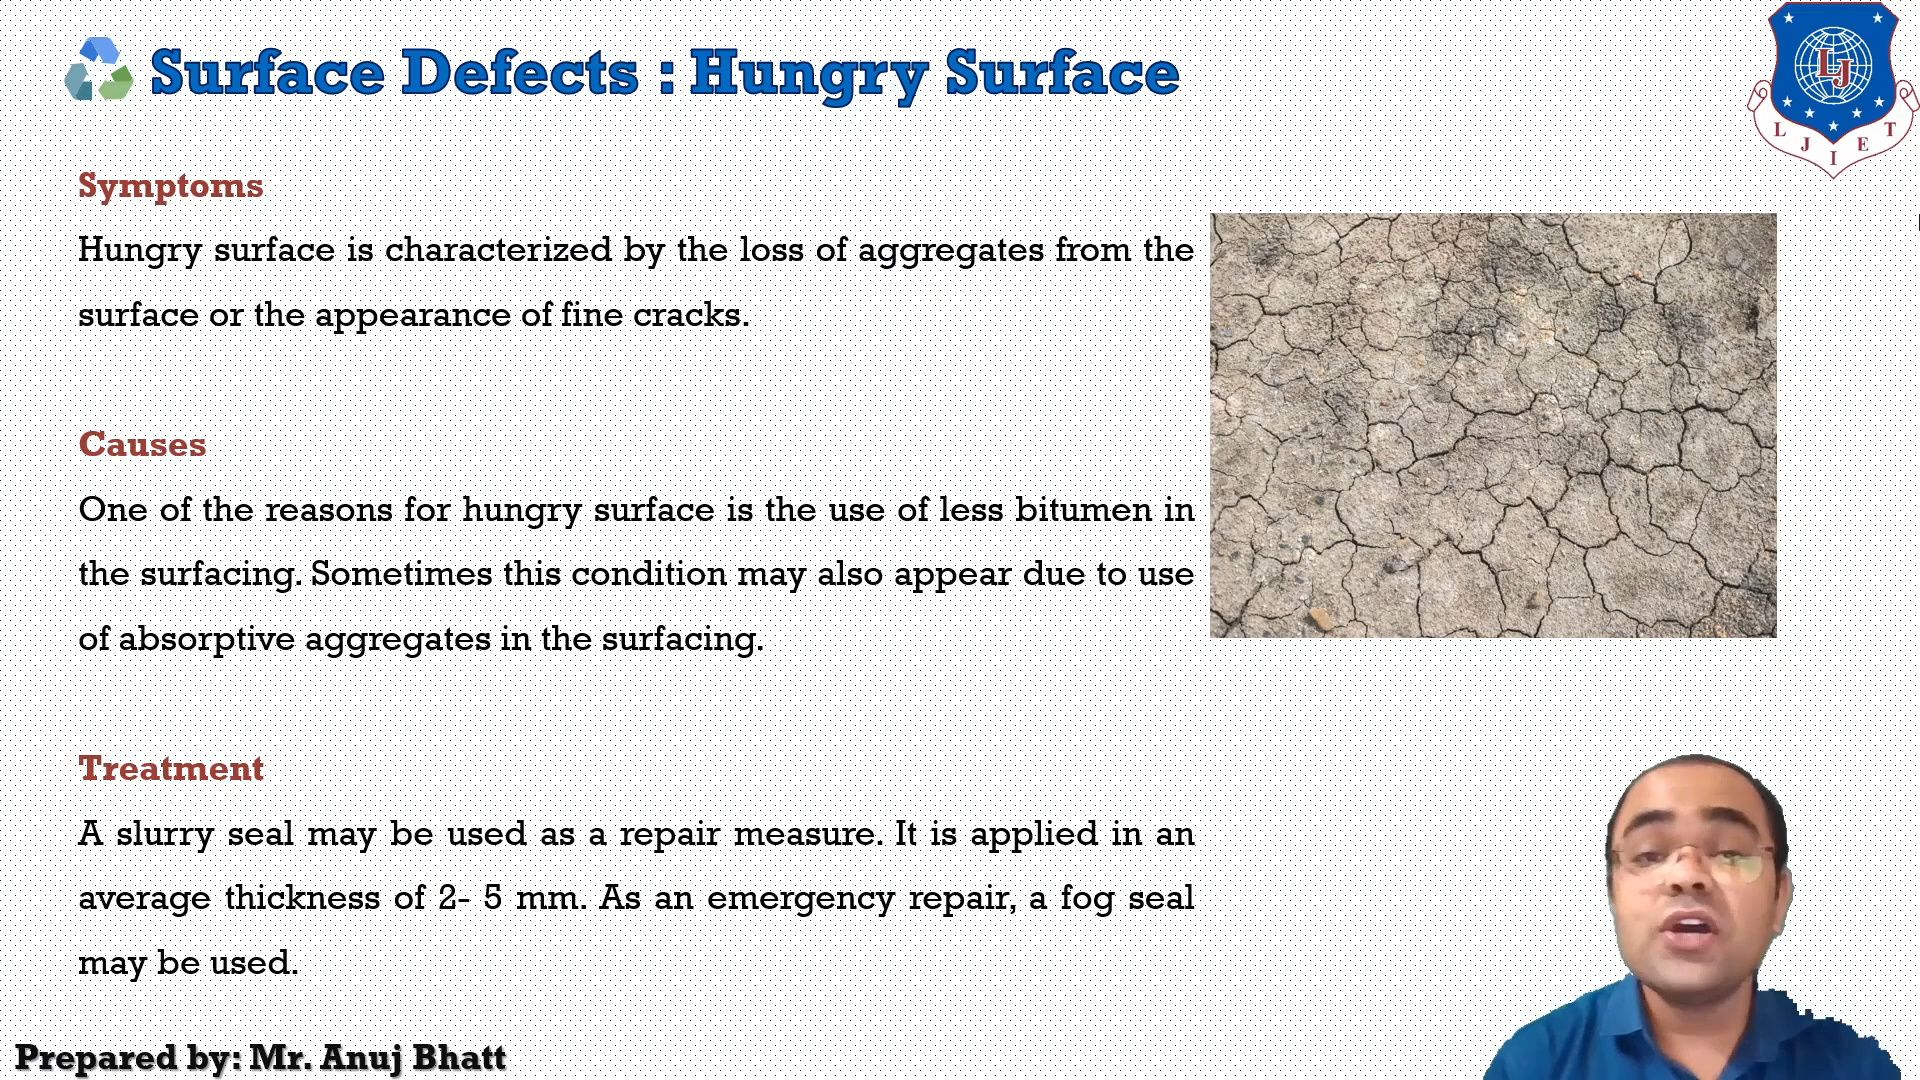 Surface Defects : Hungry Surface
LJ
L J I E T
Symptoms
Hungry surface is characterized by the loss of aggregates from the
surface or the appearance of fine cracks.
Causes
One of the reasons for hungry surface is the use of less bitumen in
the surfacing. Sometimes this condition may also appear due to use
of absorptive aggregates in the surfacing.
Treatment
A slurry seal may be used as a repair measure. It is applied in an
average thickness of 2- 5 mm. As an emergency repair, a fog seal
may be used.
Prepared by: Mr. Anuj Bhatt